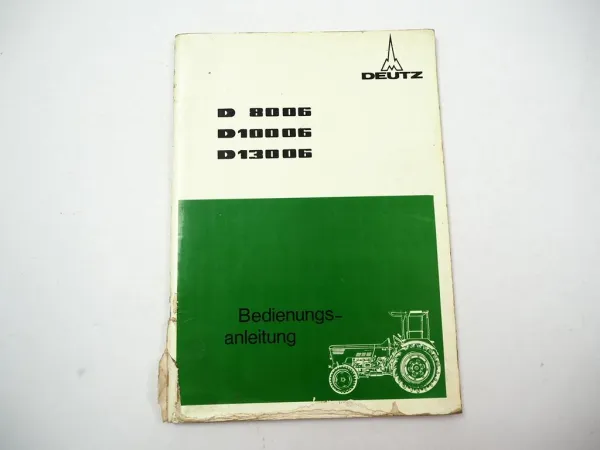 DEUTZ
D 8006
D10006
D13006
Bedienungs-
anleitung